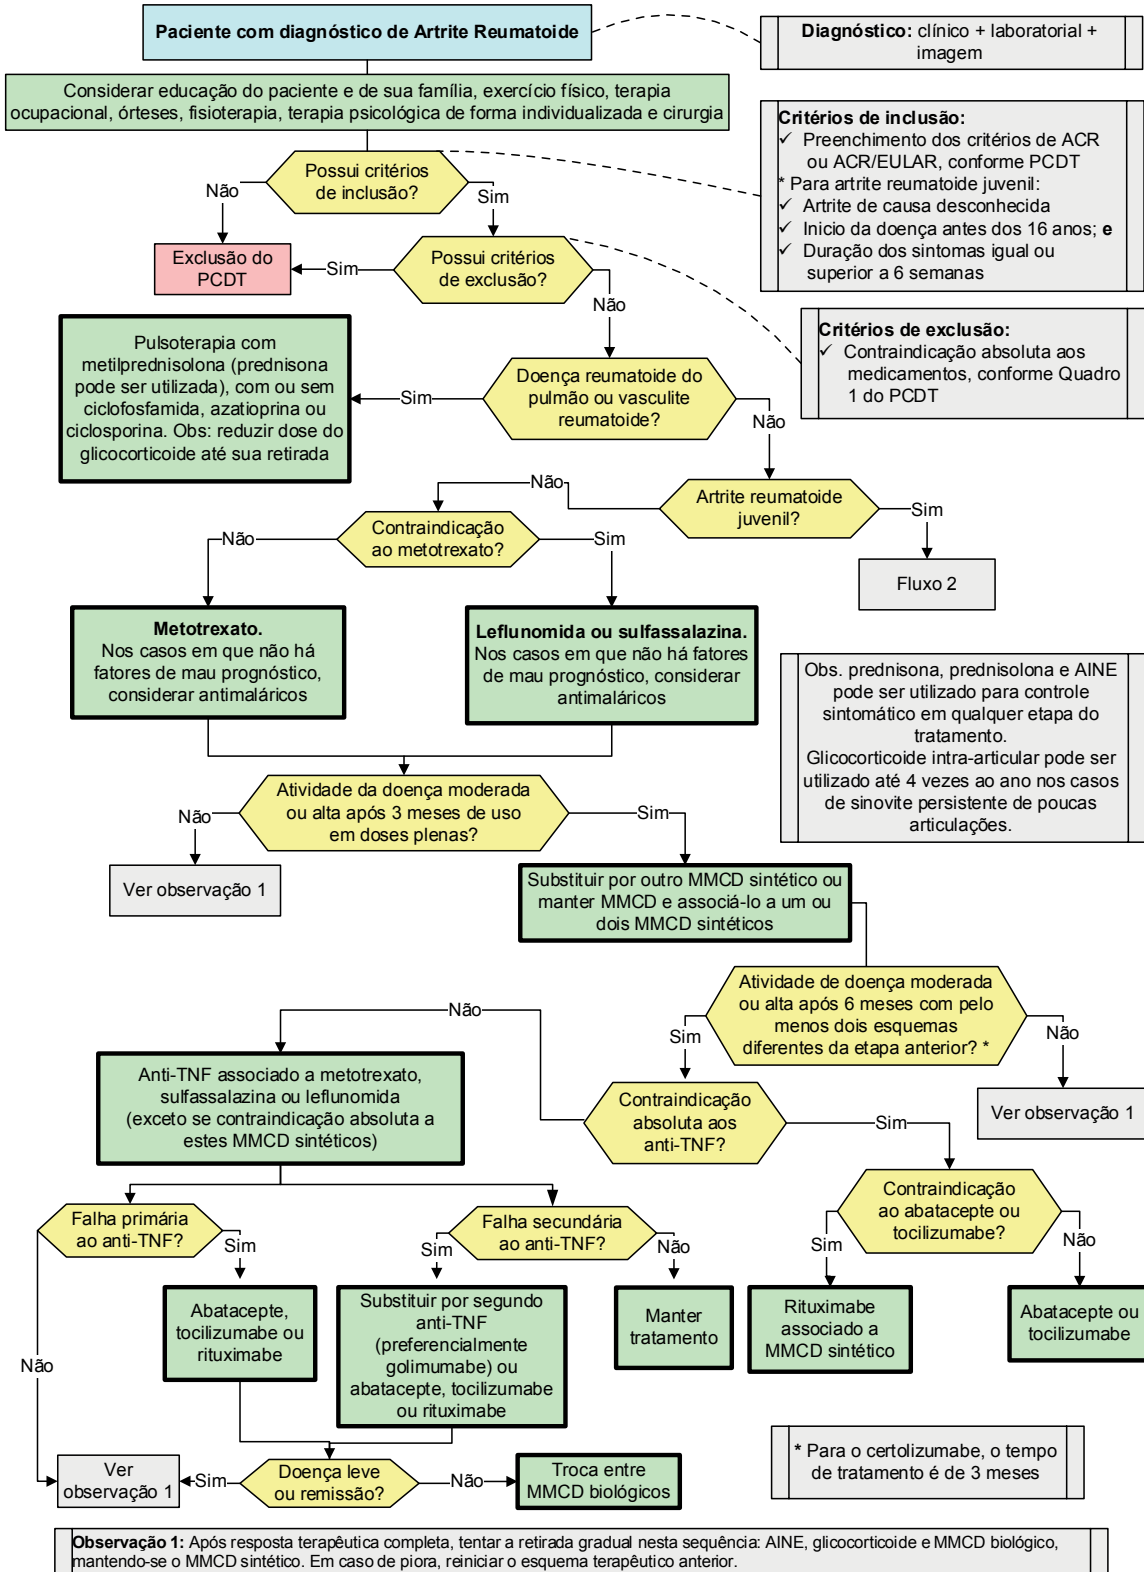 Paciente com diagnóstico de Artrite Reumatoide
Diagnóstico: clínico + laboratorial +
imagem
Considerar educação do paciente e de sua família, exercício físico, terapia
ocupacional, órteses, fisioterapia, terapia psicológica de forma individualizada e cirurgia
Critérios de inclusão:
✓ Preenchimento dos critérios de ACR
ou ACR/EULAR, conforme PCDT
* Para artrite reumatoide juvenil:
✓ Artrite de causa desconhecida
✓ Inicio da doença antes dos 16 anos; e
✓ Duração dos sintomas igual ou
superior a 6 semanas
Possui critérios
de inclusão?
Não
Sim
Exclusão do
PCDT
Sim
Possui critérios
de exclusão?
Não
Critérios de exclusão:
✓ Contraindicação absoluta aos
medicamentos, conforme Quadro
1 do PCDT
Pulsoterapia com
metilprednisolona (prednisona
pode ser utilizada), com ou sem
ciclofosfamida, azatioprina ou
ciclosporina. Obs: reduzir dose do
glicocorticoide até sua retirada
Sim
Doença reumatoide do
pulmão ou vasculite
reumatoide?
Não
Não
Artrite reumatoide
juvenil?
Sim
Fluxo 2
Não
Contraindicação
ao metotrexato?
Sim
Metotrexato.
Nos casos em que não há
fatores de mau prognóstico,
considerar antimaláricos
Leflunomida ou sulfassalazina.
Nos casos em que não há fatores
de mau prognóstico, considerar
antimaláricos
Obs. prednisona, prednisolona e AINE
pode ser utilizado para controle
sintomático em qualquer etapa do
tratamento.
Glicocorticoide intra-articular pode ser
utilizado até 4 vezes ao ano nos casos
de sinovite persistente de poucas
articulações.
Não
Atividade da doença moderada
ou alta após 3 meses de uso
em doses plenas?
Sim
Ver observação 1
Substituir por outro MMCD sintético ou
manter MMCD e associá-lo a um ou
dois MMCD sintéticos
Atividade de doença moderada
ou alta após 6 meses com pelo
menos dois esquemas
diferentes da etapa anterior? *
Sim
Não
Ver observação 1
Não
Contraindicação
absoluta aos
anti-TNF?
Sim
Anti-TNF associado a metotrexato,
sulfassalazina ou leflunomida
(exceto se contraindicação absoluta a
estes MMCD sintéticos)
Contraindicação
ao abatacepte ou
tocilizumabe?
Sim
Não
Falha primária
ao anti-TNF?
Sim
Não
Falha secundária
ao anti-TNF?
Sim
Não
Abatacepte,
tocilizumabe ou
rituximabe
Substituir por segundo
anti-TNF
(preferencialmente
golimumabe) ou
abatacepte, tocilizumabe
ou rituximabe
Manter
tratamento
Rituximabe
associado a
MMCD sintético
Abatacepte ou
tocilizumabe
Ver
observação 1
Sim
Doença leve
ou remissão?
Não
Troca entre
MMCD biológicos
* Para o certolizumabe, o tempo
de tratamento é de 3 meses
Observação 1: Após resposta terapêutica completa, tentar a retirada gradual nesta sequência: AINE, glicocorticoide e MMCD biológico,
mantendo-se o MMCD sintético. Em caso de piora, reiniciar o esquema terapêutico anterior.